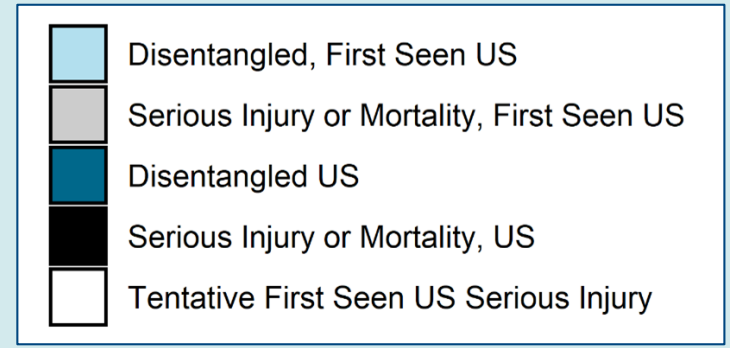 Disentangled, First Seen US
Serious Injury or Mortality, First Seen US
Disentangled US
Serious Injury or Mortality, US
Tentative First Seen US Serious Injury